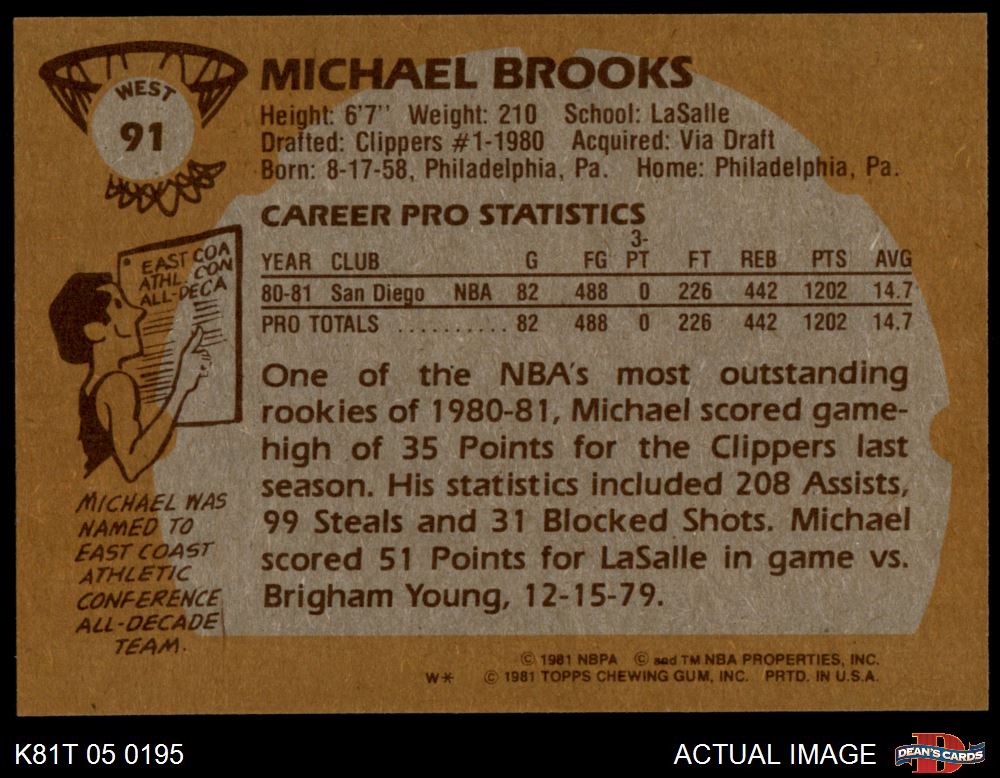 WEST
91
MICHAEL BROOKS
Height: 6'7" Weight: 210 School: LaSalle
Drafted: Clippers #1-1980 Acquired: Via Draft
Born: 8-17-58, Philadelphia, Pa. Home: Philadelphia, Pa.
CAREER PRO STATISTICS
YEAR CLUB G FG 3-PT FT REB PTS AVG
80-81 San Diego NBA 82 488 0 226 442 1202 14.7
PRO TOTALS .......... 82 488 0 226 442 1202 14.7
EAST COA
ATHL. CON
ALL-DECA
One of the NBA's most outstanding
rookies of 1980-81, Michael scored game-
high of 35 Points for the Clippers last
season. His statistics included 208 Assists,
99 Steals and 31 Blocked Shots. Michael
scored 51 Points for LaSalle in game vs.
Brigham Young, 12-15-79.
MICHAEL WAS
NAMED TO
EAST COAST
ATHLETIC
CONFERENCE
ALL-DECADE
TEAM.
© 1981 NBPA © and TM NBA PROPERTIES, INC.
W* © 1981 TOPPS CHEWING GUM, INC. PRTD. IN U.S.A.
K81T 05 0195
ACTUAL IMAGE
D
DEAN'S CARDS